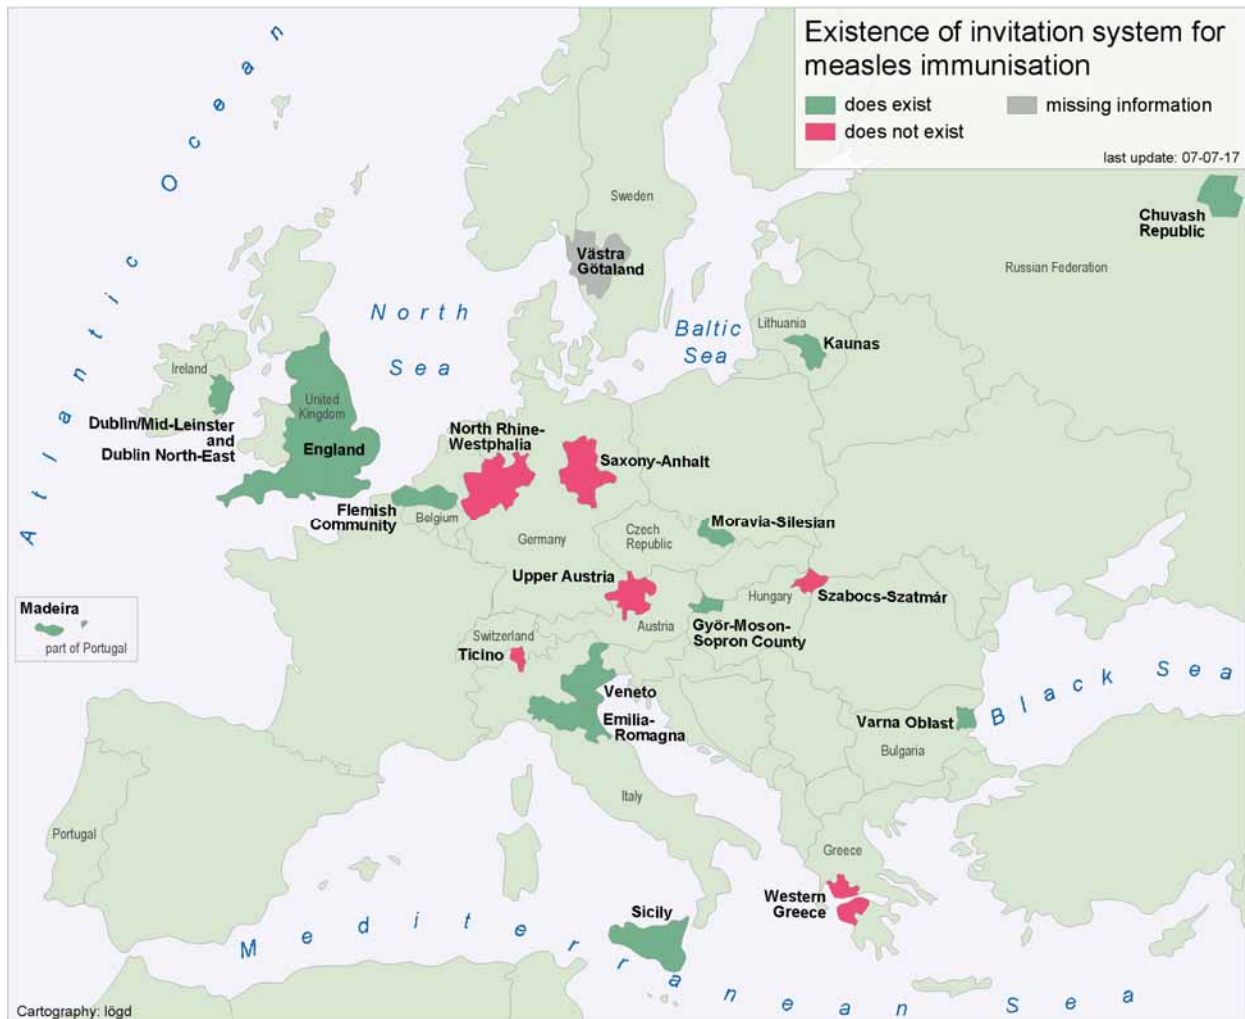 Existence of invitation system for
measles immunisation
does exist
missing information
does not exist
last update: 07-07-17
Atlantic Ocean
Sweden
Chuvash
Republic
Västra
Götaland
Russian Federation
North
Sea
Baltic
Sea
Lithuania
Kaunas
Ireland
United
Kingdom
Dublin/Mid-Leinster
and
Dublin North-East
England
North Rhine-
Westphalia
Saxony-Anhalt
Flemish
Community
Belgium
Germany
Czech
Republic
Moravia-Silesian
Upper Austria
Austria
Hungary
Szabocs-Szatmár
Györ-Moson-
Sopron County
Madeira
part of Portugal
Switzerland
Ticino
Veneto
Emilia-
Romagna
Black Sea
Varna Oblast
Bulgaria
Italy
Portugal
Greece
Western
Greece
Sicily
Mediterranean Sea
Cartography: lögd